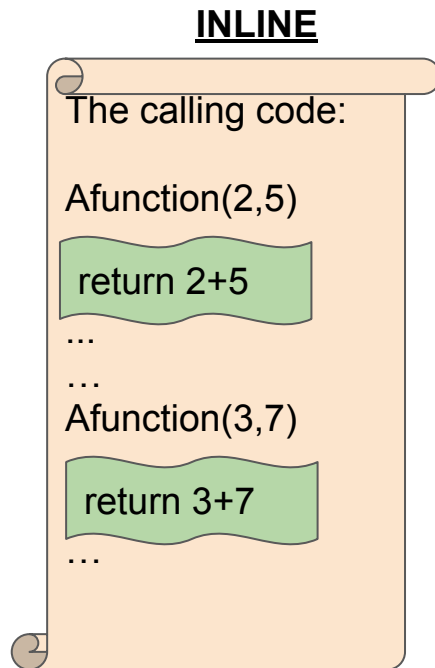 INLINE
The calling code:
Afunction(2,5)
return 2+5
...
…
Afunction(3,7)
return 3+7
…